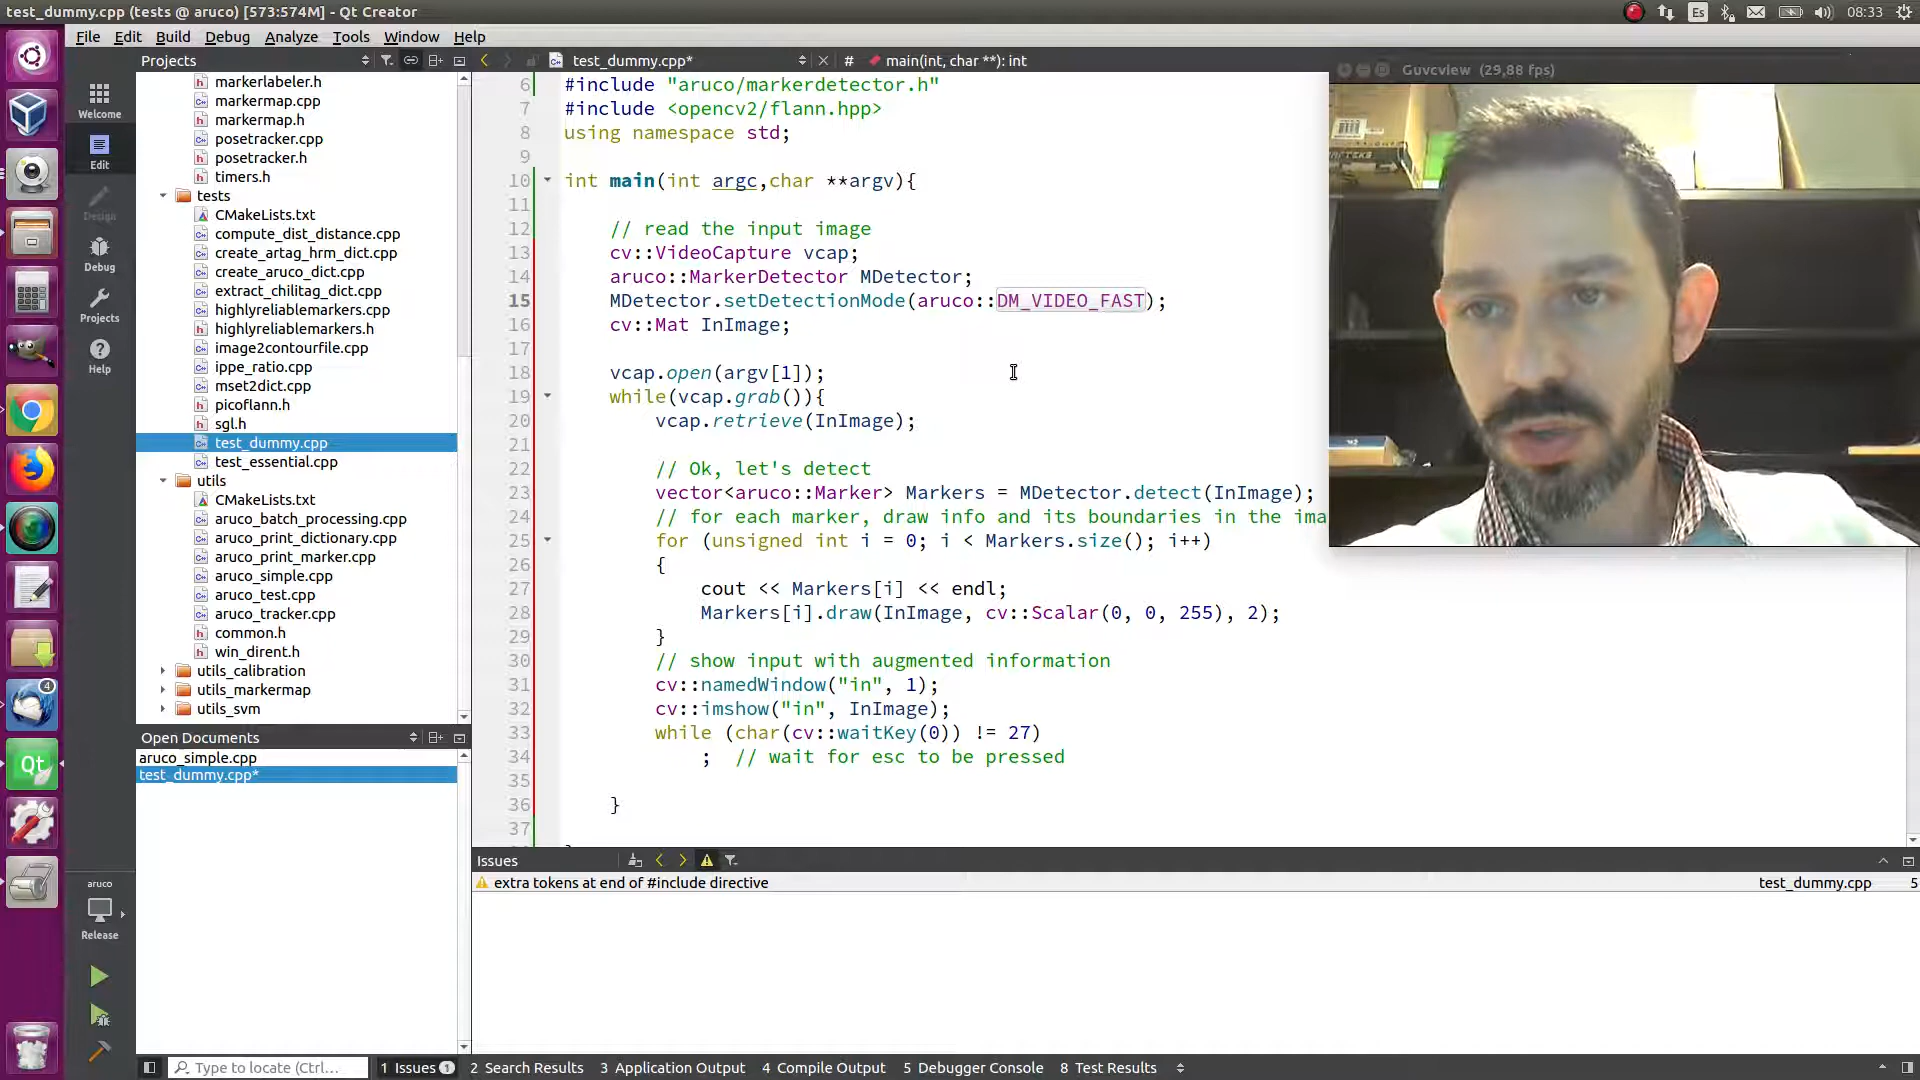 test_dummy.cpp (tests @ aruco) [573:574M] - Qt Creator
Es
08:33
File Edit Build Debug Analyze Tools Window Help
Projects
test_dummy.cpp*
#
main(int, char **): int
Guvcview (29,88 fps)
Welcome
Edit
Design
Debug
Projects
Help
markerlabeler.h
markermap.cpp
markermap.h
posetracker.cpp
posetracker.h
timers.h
tests
CMakeLists.txt
compute_dist_distance.cpp
create_artag_hrm_dict.cpp
create_aruco_dict.cpp
extract_chilitag_dict.cpp
highlyreliablemarkers.cpp
highlyreliablemarkers.h
image2contourfile.cpp
ippe_ratio.cpp
mset2dict.cpp
picoflann.h
sgl.h
test_dummy.cpp
test_essential.cpp
utils
CMakeLists.txt
aruco_batch_processing.cpp
aruco_print_dictionary.cpp
aruco_print_marker.cpp
aruco_simple.cpp
aruco_test.cpp
aruco_tracker.cpp
common.h
win_dirent.h
utils_calibration
utils_markermap
utils_svm
Open Documents
aruco_simple.cpp
test_dummy.cpp*
6 #include "aruco/markerdetector.h"
7 #include <opencv2/flann.hpp>
8 using namespace std;
9
10 int main(int argc,char **argv){
11
12 // read the input image
13 cv::VideoCapture vcap;
14 aruco::MarkerDetector MDetector;
15 MDetector.setDetectionMode(aruco::DM_VIDEO_FAST);
16 cv::Mat InImage;
17
18 vcap.open(argv[1]);
19 while(vcap.grab()){
20 vcap.retrieve(InImage);
21
22 // Ok, let's detect
23 vector<aruco::Marker> Markers = MDetector.detect(InImage);
24 // for each marker, draw info and its boundaries in the ima
25 for (unsigned int i = 0; i < Markers.size(); i++)
26 {
27 cout << Markers[i] << endl;
28 Markers[i].draw(InImage, cv::Scalar(0, 0, 255), 2);
29 }
30 // show input with augmented information
31 cv::namedWindow("in", 1);
32 cv::imshow("in", InImage);
33 while (char(cv::waitKey(0)) != 27)
34 ; // wait for esc to be pressed
35
36 }
37
Issues
extra tokens at end of #include directive
test_dummy.cpp 5
4
Qt
aruco
Release
Type to locate (Ctrl...
1 Issues 1
2 Search Results
3 Application Output
4 Compile Output
5 Debugger Console
8 Test Results